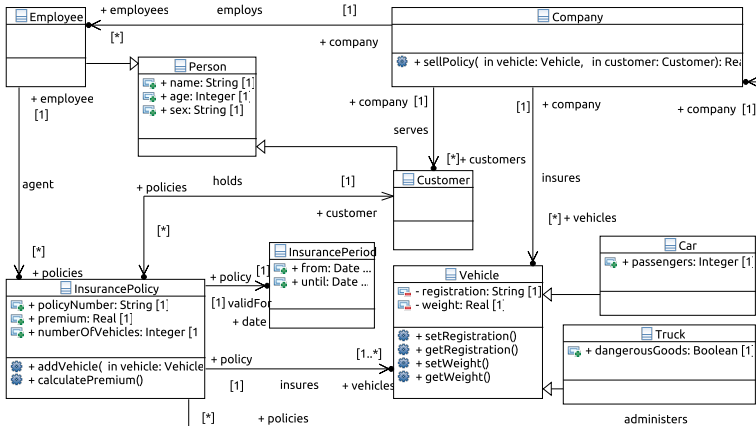 + employees employs [1]
Employee
Company
[*]
+ company
+ sellPolicy( in vehicle: Vehicle, in customer: Customer): Rea
Person
+ name: String [1]
+ age: Integer [1]
+ sex: String [1]
+ employee
[1]
+ company [1]
[1] + company
+ company [1]
serves
[*] + customers
agent
+ policies holds [1]
Customer
insures
+ customer
[*]
[*] + vehicles
[*]
+ policies
InsurancePeriod
+ from: Date ...
+ until: Date ...
Car
+ passengers: Integer [1]
InsurancePolicy
+ policyNumber: String [1]
+ premium: Real [1]
+ numberOfVehicles: Integer [1
+ addVehicle( in vehicle: Vehicle
+ calculatePremium()
+ policy [1]
[1] validFor
+ date
Vehicle
- registration: String [1]
- weight: Real [1]
+ setRegistration()
+ getRegistration()
+ setWeight()
+ getWeight()
Truck
+ dangerousGoods: Boolean [1]
+ policy [1..*]
[1] insures + vehicles
[*] + policies
administers